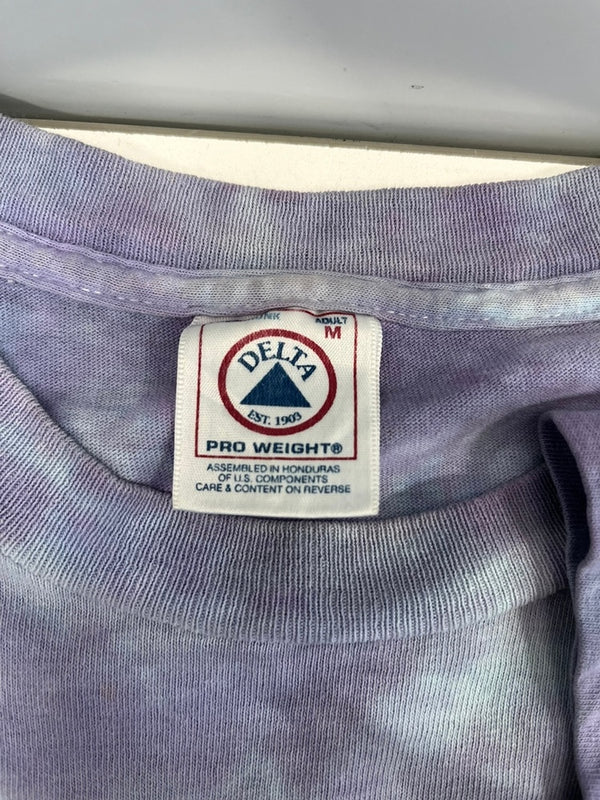 ADULT
M
DELTA
EST. 1903
PRO WEIGHT®
ASSEMBLED IN HONDURAS
OF U.S. COMPONENTS
CARE & CONTENT ON REVERSE